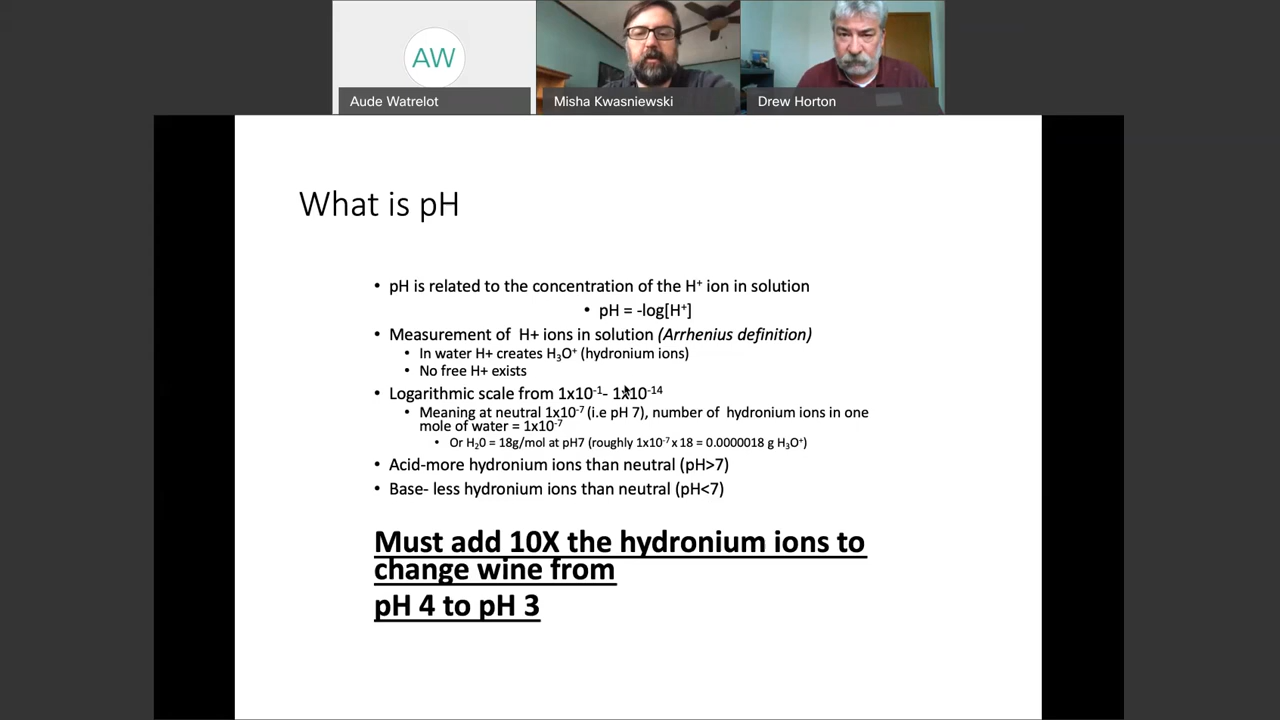 AW
Aude Watrelot
Misha Kwasniewski
Drew Horton
What is pH
• pH is related to the concentration of the H⁺ ion in solution
• pH = -log[H⁺]
• Measurement of H+ ions in solution (Arrhenius definition)
• In water H+ creates H₃O⁺ (hydronium ions)
• No free H+ exists
• Logarithmic scale from 1x10⁻¹- 1x10⁻¹⁴
• Meaning at neutral 1x10⁻⁷ (i.e pH 7), number of hydronium ions in one
mole of water = 1x10⁻⁷
• Or H₂0 = 18g/mol at pH7 (roughly 1x10⁻⁷ x 18 = 0.0000018 g H₃O⁺)
• Acid-more hydronium ions than neutral (pH>7)
• Base- less hydronium ions than neutral (pH<7)
Must add 10X the hydronium ions to
change wine from
pH 4 to pH 3